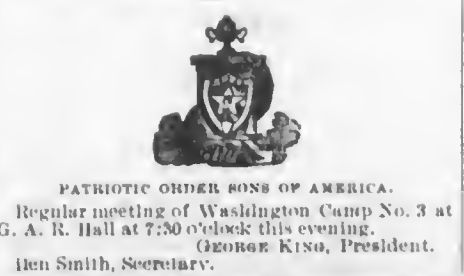 PATRIOTIC ORDER SONS OF AMERICA.
Regular meeting of Washington Camp No. 3 at
G. A. R. Hall at 7:30 o'clock this evening.
GEORGE KING, President.
Ben Smith, Secretary.